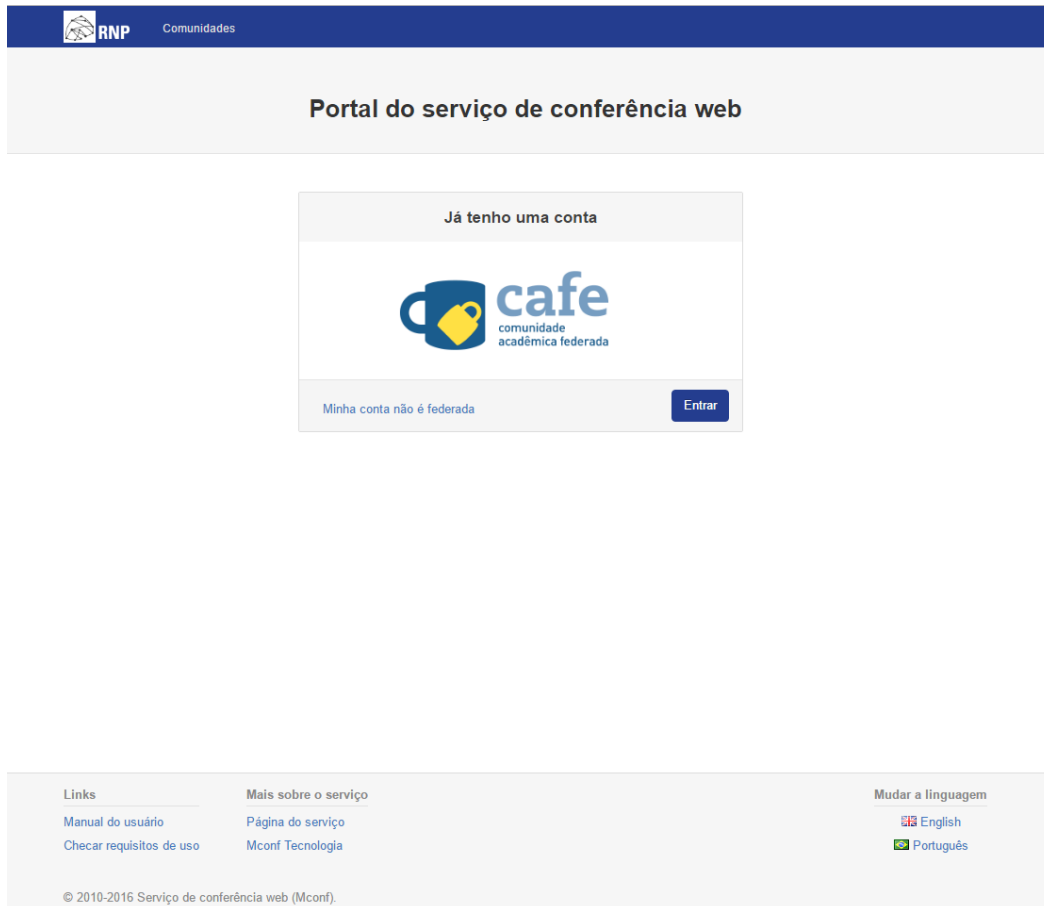 RNP Comunidades
Portal do serviço de conferência web
Já tenho uma conta
cafe
comunidade
acadêmica federada
Minha conta não é federada Entrar
Links Mais sobre o serviço Mudar a linguagem
Manual do usuário Página do serviço English
Checar requisitos de uso Mconf Tecnologia Português
© 2010-2016 Serviço de conferência web (Mconf).